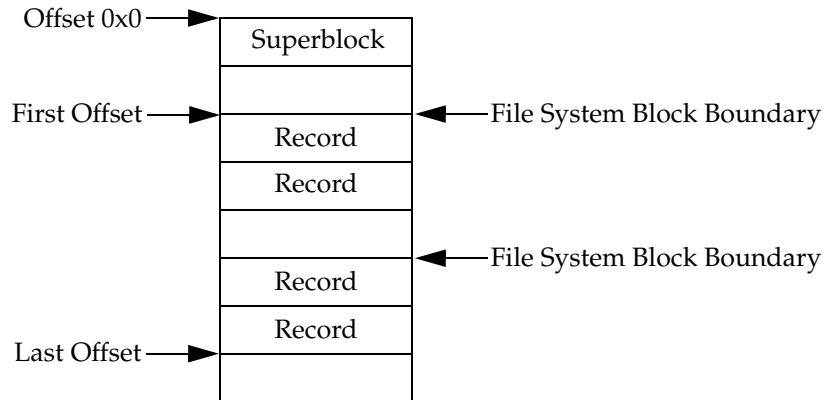 Offset 0x0
Superblock
First Offset
File System Block Boundary
Record
Record
File System Block Boundary
Record
Record
Last Offset